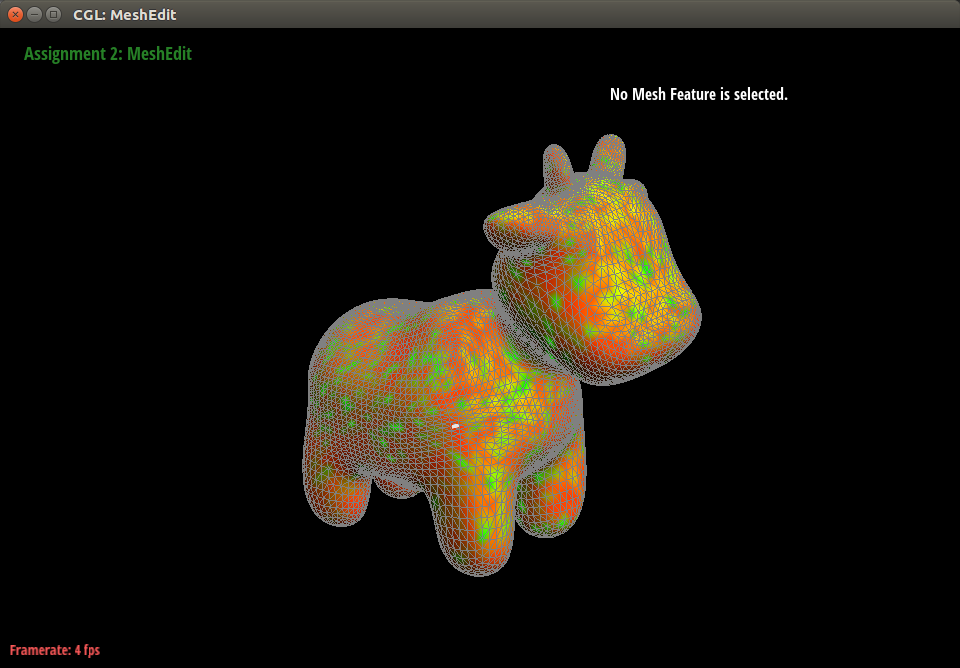 CGL: MeshEdit
Assignment 2: MeshEdit
No Mesh Feature is selected.
Framerate: 4 fps